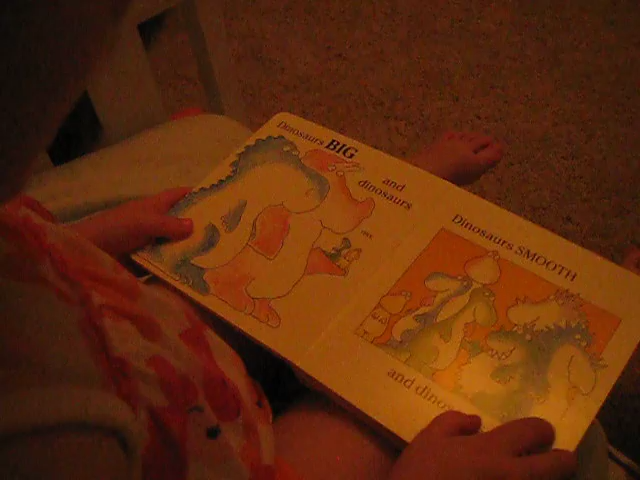 Dinosaurs BIG
and
dinosaurs
Dinosaurs SMOOTH
and dino